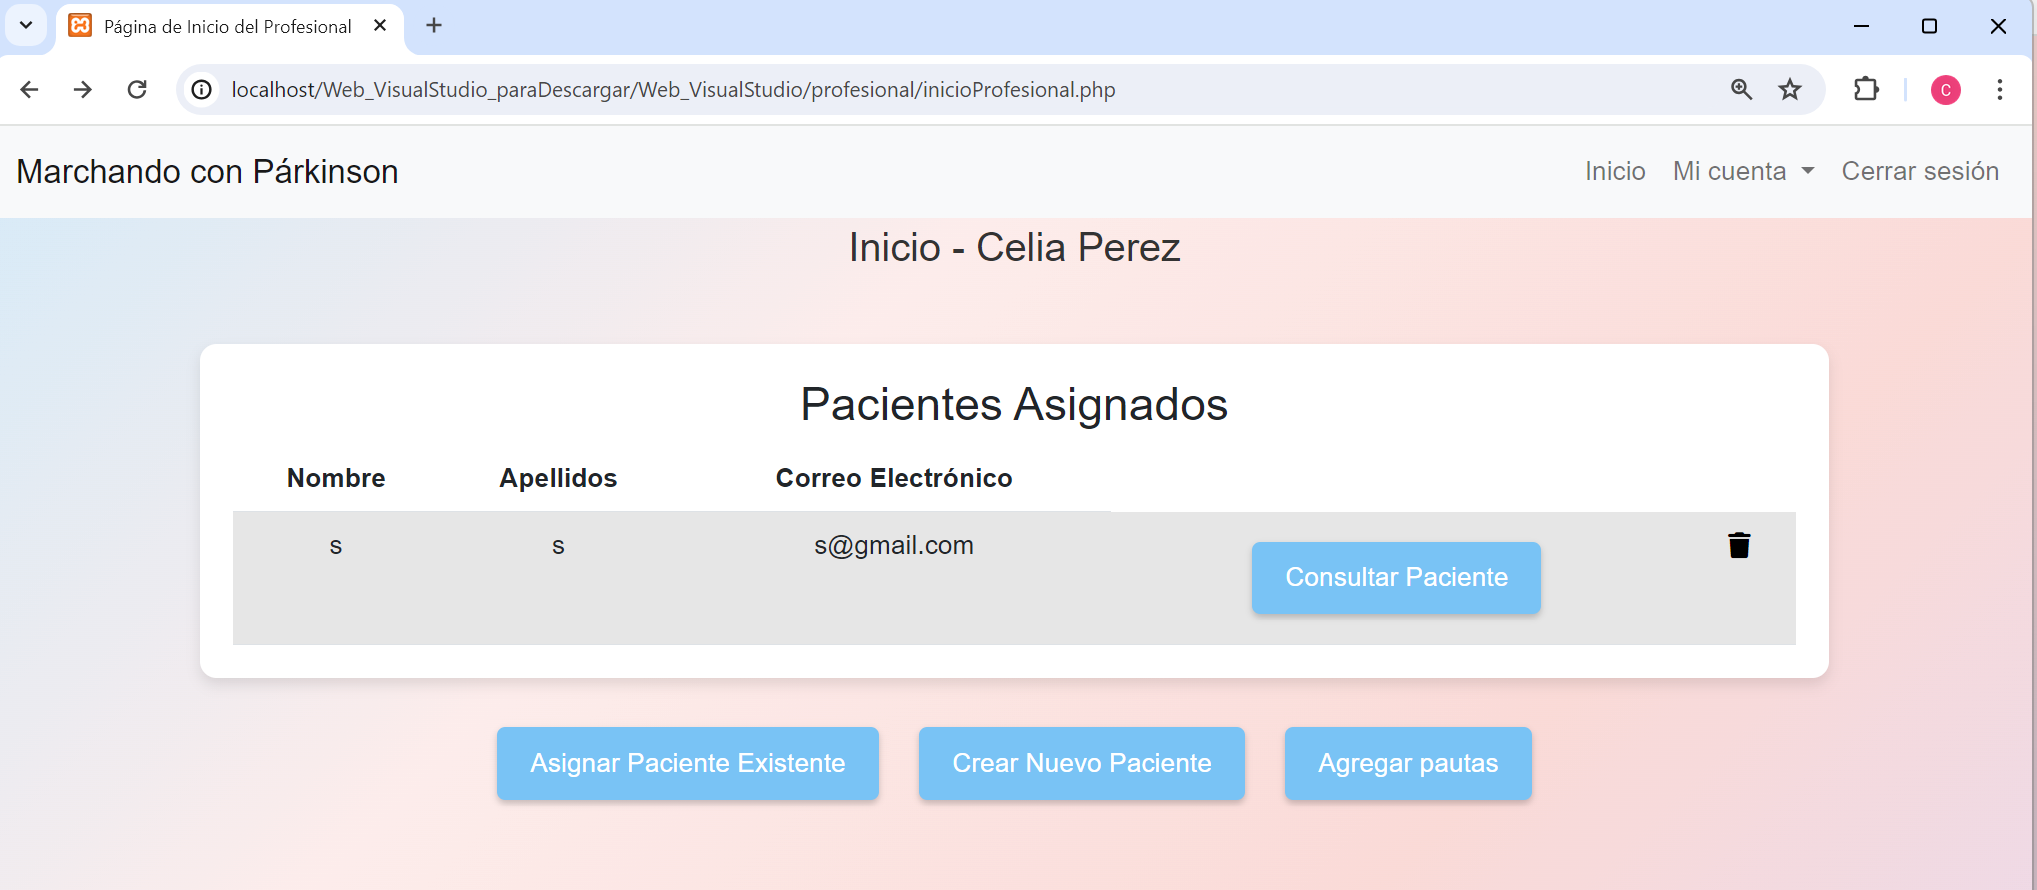 Página de Inicio del Profesional
localhost/Web_VisualStudio_paraDescargar/Web_VisualStudio/profesional/inicioProfesional.php
C
Marchando con Párkinson
Inicio Mi cuenta Cerrar sesión
Inicio - Celia Perez
Pacientes Asignados
Nombre Apellidos Correo Electrónico
s s s@gmail.com
Consultar Paciente
Asignar Paciente Existente Crear Nuevo Paciente Agregar pautas